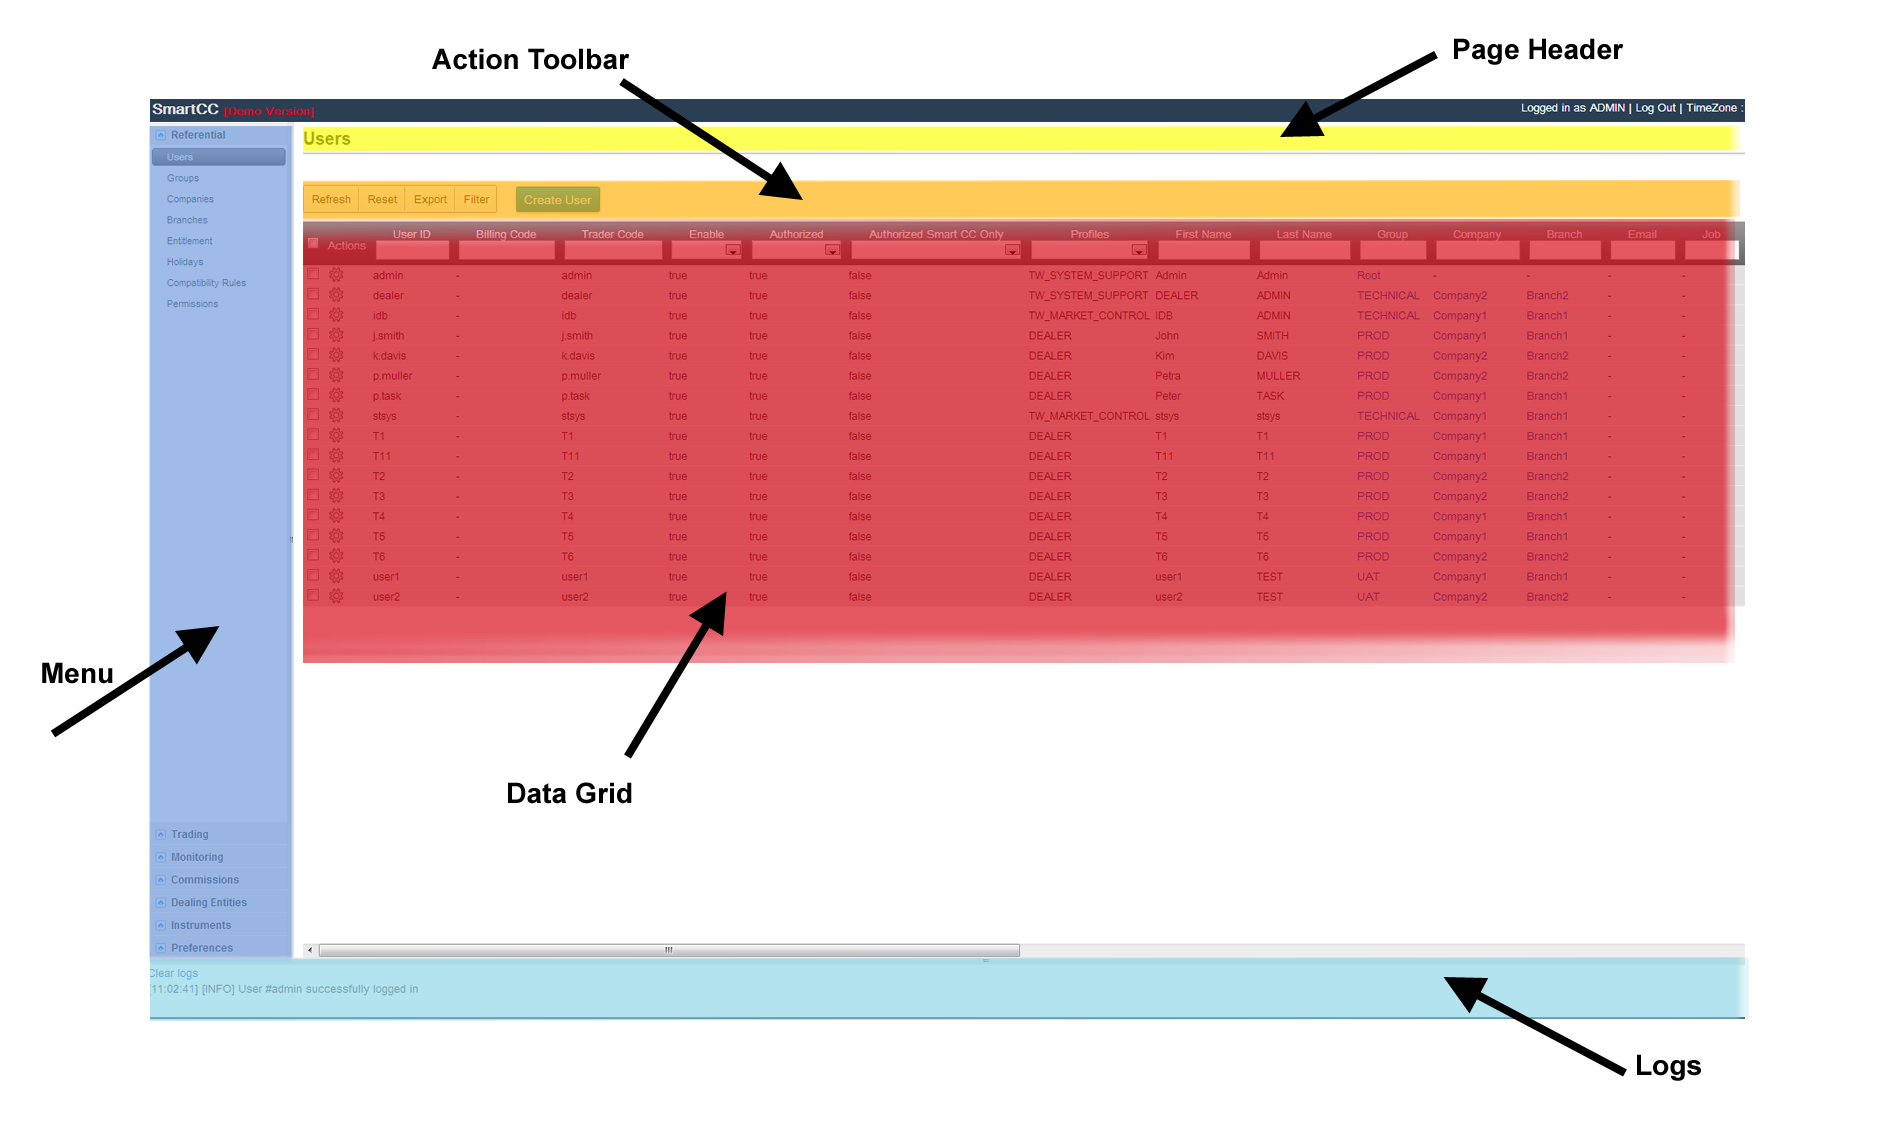 Action Toolbar
Page Header
SmartCC [Demo Version]
Logged in as ADMIN | Log Out | TimeZone :
Referential
Users
Groups
Companies
Branches
Entitlement
Holidays
Compatibility Rules
Permissions
Users
Refresh Reset Export Filter Create User
Actions User ID Billing Code Trader Code Enable Authorized Authorized Smart CC Only Profiles First Name Last Name Group Company Branch Email Job
admin - admin true true false TW_SYSTEM_SUPPORT Admin Admin Root - - - -
dealer - dealer true true false TW_SYSTEM_SUPPORT DEALER ADMIN TECHNICAL Company2 Branch2 - -
idb - idb true true false TW_MARKET_CONTROL IDB ADMIN TECHNICAL Company1 Branch1 - -
j.smith - j.smith true true false DEALER John SMITH PROD Company1 Branch1 - -
k.davis - k.davis true true false DEALER Kim DAVIS PROD Company2 Branch2 - -
p.muller - p.muller true true false DEALER Petra MULLER PROD Company2 Branch2 - -
p.task - p.task true true false DEALER Peter TASK PROD Company1 Branch1 - -
stsys - stsys true true false TW_MARKET_CONTROL stsys stsys TECHNICAL Company1 Branch1 - -
T1 - T1 true true false DEALER T1 T1 PROD Company1 Branch1 - -
T11 - T11 true true false DEALER T11 T11 PROD Company1 Branch1 - -
T2 - T2 true true false DEALER T2 T2 PROD Company2 Branch2 - -
T3 - T3 true true false DEALER T3 T3 PROD Company2 Branch2 - -
T4 - T4 true true false DEALER T4 T4 PROD Company1 Branch1 - -
T5 - T5 true true false DEALER T5 T5 PROD Company1 Branch1 - -
T6 - T6 true true false DEALER T6 T6 PROD Company2 Branch2 - -
user1 - user1 true true false DEALER user1 TEST UAT Company1 Branch1 - -
user2 - user2 true true false DEALER user2 TEST UAT Company2 Branch2 - -
Menu
Data Grid
Trading
Monitoring
Commissions
Dealing Entities
Instruments
Preferences
Clear logs
[11:02:41] [INFO] User #admin successfully logged in
Logs